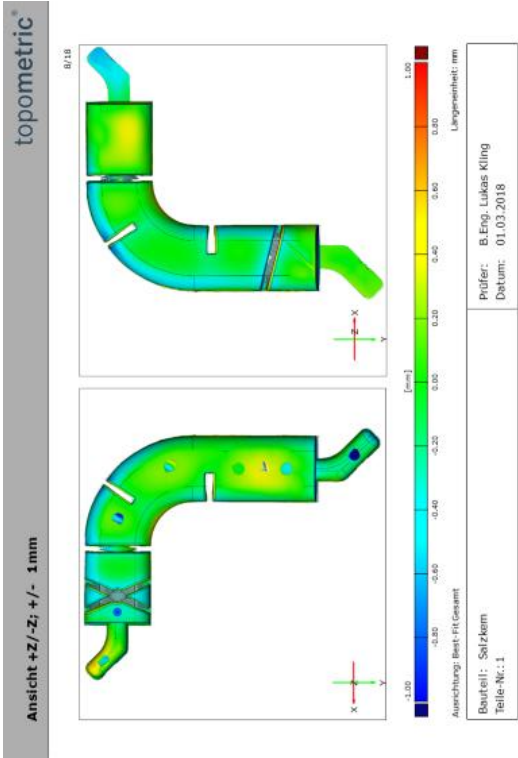 topometric®
Ansicht +Z/-Z; +/- 1mm
8/18
Z
X
Y
X
Z
Y
[mm]
-1.00
-0.80
-0.60
-0.40
-0.20
0.00
0.20
0.40
0.60
0.80
1.00
Ausrichtung: Best-Fit Gesamt
Längeneinheit: mm
Bauteil: Salzkern
Teile-Nr.: 1
Prüfer: B.Eng. Lukas Kling
Datum: 01.03.2018